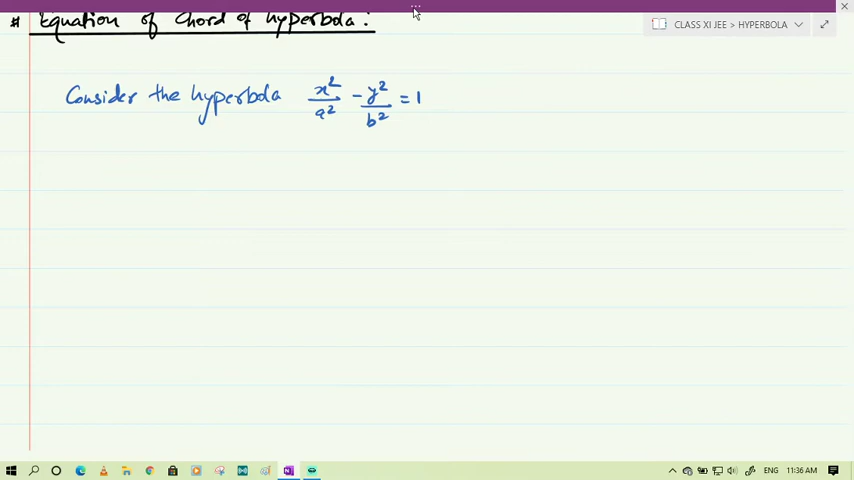 # Equation of Chord of hyperbola:
CLASS XI JEE > HYPERBOLA
Consider the hyperbola x²/a² - y²/b² = 1
ENG 11:36 AM